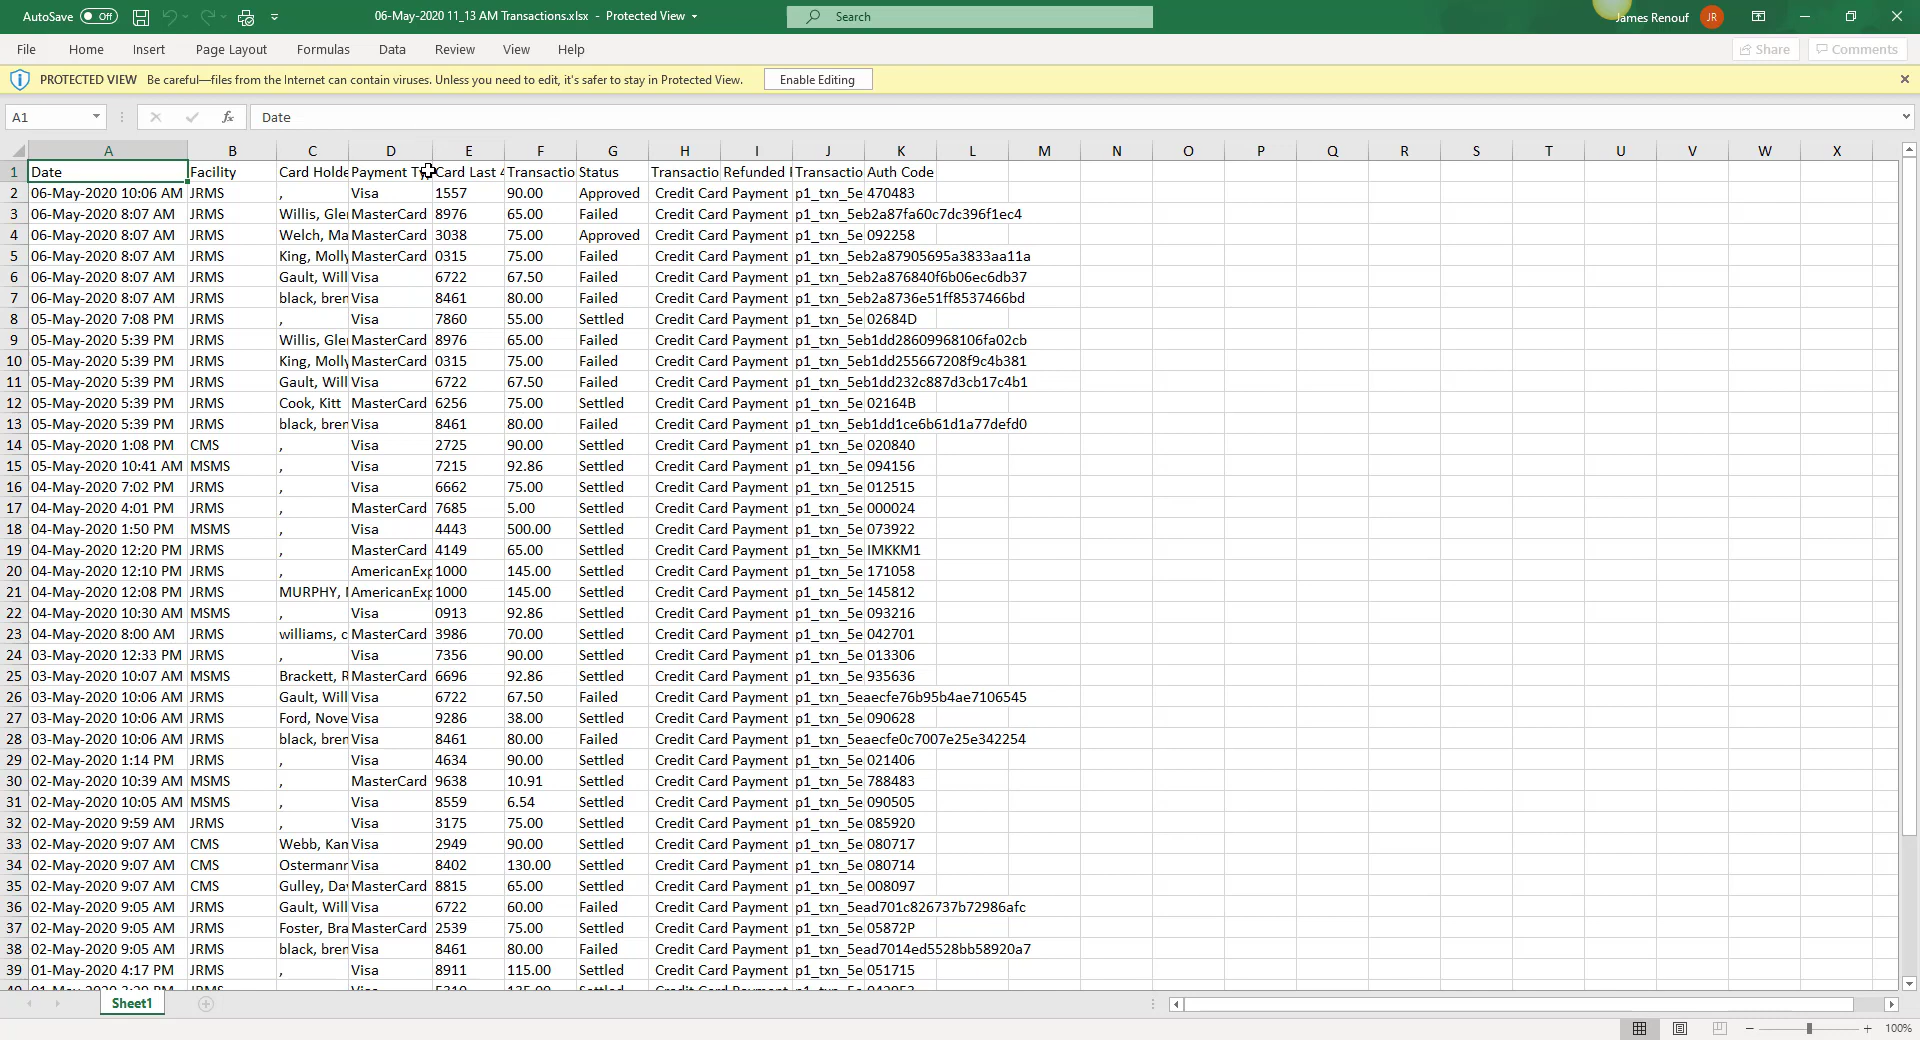 AutoSave Off 06-May-2020 11_13 AM Transactions.xlsx - Protected View Search James Renouf JR
File Home Insert Page Layout Formulas Data Review View Help Share Comments
PROTECTED VIEW Be careful—files from the Internet can contain viruses. Unless you need to edit, it's safer to stay in Protected View. Enable Editing
A1 fx Date
A B C D E F G H I J K L M N O P Q R S T U V W X
1 Date Facility Card Holde Payment Ty Card Last 4 Transactio Status Transactio Refunded Transactio Auth Code
2 06-May-2020 10:06 AM JRMS , Visa 1557 90.00 Approved Credit Card Payment p1_txn_5e 470483
3 06-May-2020 8:07 AM JRMS Willis, Gle MasterCard 8976 65.00 Failed Credit Card Payment p1_txn_5eb2a87fa60c7dc396f1ec4
4 06-May-2020 8:07 AM JRMS Welch, Ma MasterCard 3038 75.00 Approved Credit Card Payment p1_txn_5e 092258
5 06-May-2020 8:07 AM JRMS King, Molly MasterCard 0315 75.00 Failed Credit Card Payment p1_txn_5eb2a87905695a3833aa11a
6 06-May-2020 8:07 AM JRMS Gault, Will Visa 6722 67.50 Failed Credit Card Payment p1_txn_5eb2a876840f6b06ec6db37
7 06-May-2020 8:07 AM JRMS black, bren Visa 8461 80.00 Failed Credit Card Payment p1_txn_5eb2a8736e51ff8537466bd
8 05-May-2020 7:08 PM JRMS , Visa 7860 55.00 Settled Credit Card Payment p1_txn_5e 02684D
9 05-May-2020 5:39 PM JRMS Willis, Gle MasterCard 8976 65.00 Failed Credit Card Payment p1_txn_5eb1dd28609968106fa02cb
10 05-May-2020 5:39 PM JRMS King, Molly MasterCard 0315 75.00 Failed Credit Card Payment p1_txn_5eb1dd255667208f9c4b381
11 05-May-2020 5:39 PM JRMS Gault, Will Visa 6722 67.50 Failed Credit Card Payment p1_txn_5eb1dd232c887d3cb17c4b1
12 05-May-2020 5:39 PM JRMS Cook, Kitt MasterCard 6256 75.00 Settled Credit Card Payment p1_txn_5e 02164B
13 05-May-2020 5:39 PM JRMS black, bren Visa 8461 80.00 Failed Credit Card Payment p1_txn_5eb1dd1ce6b61d1a77defd0
14 05-May-2020 1:08 PM CMS , Visa 2725 90.00 Settled Credit Card Payment p1_txn_5e 020840
15 05-May-2020 10:41 AM MSMS , Visa 7215 92.86 Settled Credit Card Payment p1_txn_5e 094156
16 04-May-2020 7:02 PM JRMS , Visa 6662 75.00 Settled Credit Card Payment p1_txn_5e 012515
17 04-May-2020 4:01 PM JRMS , MasterCard 7685 5.00 Settled Credit Card Payment p1_txn_5e 000024
18 04-May-2020 1:50 PM MSMS , Visa 4443 500.00 Settled Credit Card Payment p1_txn_5e 073922
19 04-May-2020 12:20 PM JRMS , MasterCard 4149 65.00 Settled Credit Card Payment p1_txn_5e IMKKM1
20 04-May-2020 12:10 PM JRMS , AmericanExp 1000 145.00 Settled Credit Card Payment p1_txn_5e 171058
21 04-May-2020 12:08 PM JRMS MURPHY, AmericanExp 1000 145.00 Settled Credit Card Payment p1_txn_5e 145812
22 04-May-2020 10:30 AM MSMS , Visa 0913 92.86 Settled Credit Card Payment p1_txn_5e 093216
23 04-May-2020 8:00 AM JRMS williams, c MasterCard 3986 70.00 Settled Credit Card Payment p1_txn_5e 042701
24 03-May-2020 12:33 PM JRMS , Visa 7356 90.00 Settled Credit Card Payment p1_txn_5e 013306
25 03-May-2020 10:07 AM MSMS Brackett, R MasterCard 6696 92.86 Settled Credit Card Payment p1_txn_5e 935636
26 03-May-2020 10:06 AM JRMS Gault, Will Visa 6722 67.50 Failed Credit Card Payment p1_txn_5eaecfe76b95b4ae7106545
27 03-May-2020 10:06 AM JRMS Ford, Nove Visa 9286 38.00 Settled Credit Card Payment p1_txn_5e 090628
28 03-May-2020 10:06 AM JRMS black, bren Visa 8461 80.00 Failed Credit Card Payment p1_txn_5eaecfe0c7007e25e342254
29 02-May-2020 1:14 PM JRMS , Visa 4634 90.00 Settled Credit Card Payment p1_txn_5e 021406
30 02-May-2020 10:39 AM MSMS , MasterCard 9638 10.91 Settled Credit Card Payment p1_txn_5e 788483
31 02-May-2020 10:05 AM MSMS , Visa 8559 6.54 Settled Credit Card Payment p1_txn_5e 090505
32 02-May-2020 9:59 AM JRMS , Visa 3175 75.00 Settled Credit Card Payment p1_txn_5e 085920
33 02-May-2020 9:07 AM CMS Webb, Kam Visa 2949 90.00 Settled Credit Card Payment p1_txn_5e 080717
34 02-May-2020 9:07 AM CMS Ostermann Visa 8402 130.00 Settled Credit Card Payment p1_txn_5e 080714
35 02-May-2020 9:07 AM CMS Gulley, Dav MasterCard 8815 65.00 Settled Credit Card Payment p1_txn_5e 008097
36 02-May-2020 9:05 AM JRMS Gault, Will Visa 6722 60.00 Failed Credit Card Payment p1_txn_5ead701c826737b72986afc
37 02-May-2020 9:05 AM JRMS Foster, Bra MasterCard 2539 75.00 Settled Credit Card Payment p1_txn_5e 05872P
38 02-May-2020 9:05 AM JRMS black, bren Visa 8461 80.00 Failed Credit Card Payment p1_txn_5ead7014ed5528bb58920a7
39 01-May-2020 4:17 PM JRMS , Visa 8911 115.00 Settled Credit Card Payment p1_txn_5e 051715
Sheet1
100%